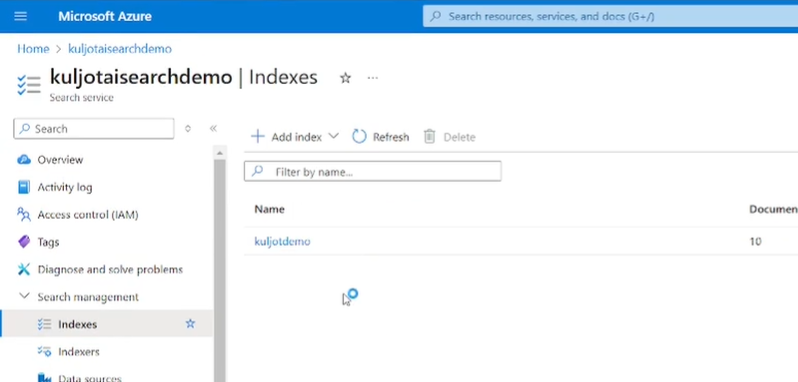 Microsoft Azure
Search resources, services, and docs (G+/)
Home > kuljotaisearchdemo
kuljotaisearchdemo | Indexes
Search service
Search
Add index
Refresh
Delete
Filter by name...
Overview
Activity log
Access control (IAM)
Tags
Diagnose and solve problems
Search management
Indexes
Indexers
Data sources
Name
Documen
kuljotdemo
10